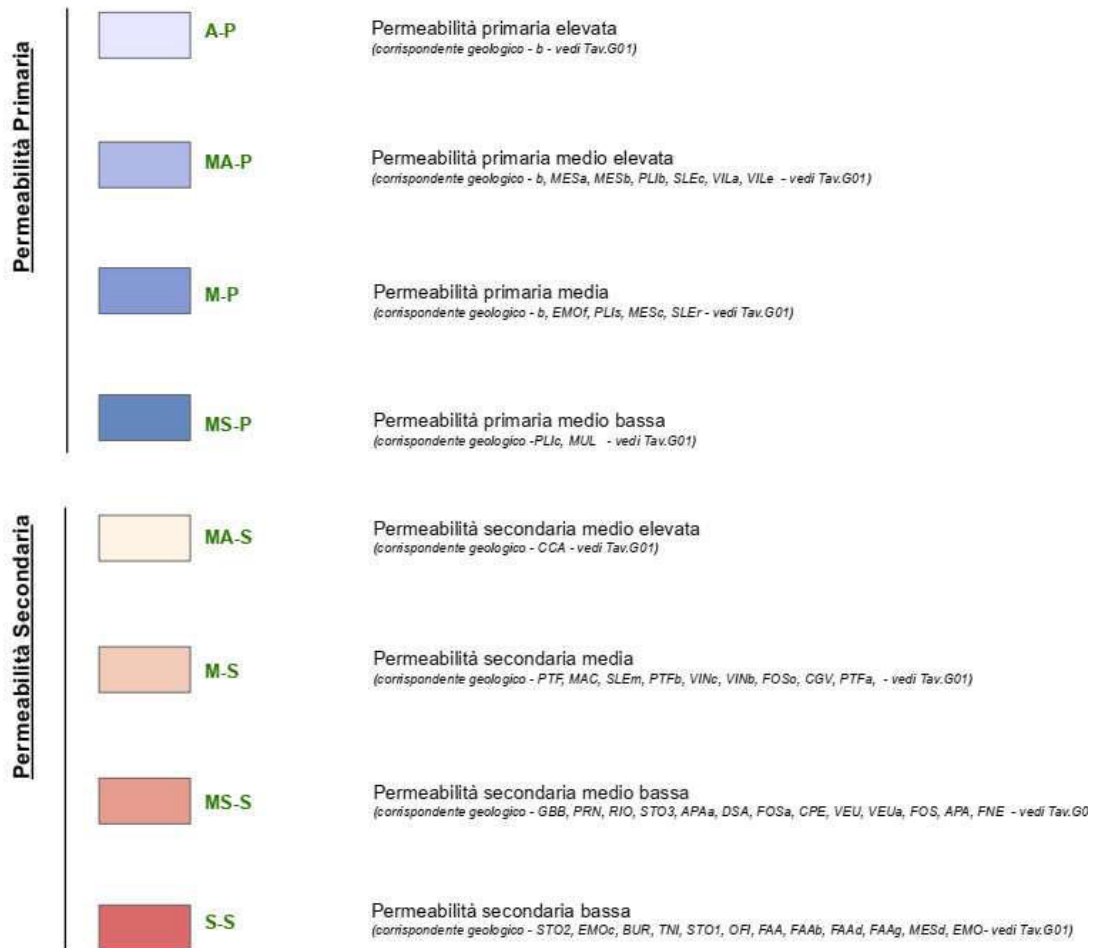 Permeabilità Primaria
A-P
Permeabilità primaria elevata
(corrispondente geologico - b - vedi Tav.G01)
MA-P
Permeabilità primaria medio elevata
(corrispondente geologico - b, MESa, MESb, PLIb, SLEc, VILa, VILe - vedi Tav.G01)
M-P
Permeabilità primaria media
(corrispondente geologico - b, EMOf, PLIs, MESc, SLEr - vedi Tav.G01)
MS-P
Permeabilità primaria medio bassa
(corrispondente geologico -PLIc, MUL - vedi Tav.G01)
Permeabilità Secondaria
MA-S
Permeabilità secondaria medio elevata
(corrispondente geologico - CCA - vedi Tav.G01)
M-S
Permeabilità secondaria media
(corrispondente geologico - PTF, MAC, SLEm, PTFb, VINc, VINb, FOSo, CGV, PTFa, - vedi Tav.G01)
MS-S
Permeabilità secondaria medio bassa
(corrispondente geologico - GBB, PRN, RIO, STO3, APAa, DSA, FOSa, CPE, VEU, VEUa, FOS, APA, FNE - vedi Tav.G0
S-S
Permeabilità secondaria bassa
(corrispondente geologico - STO2, EMOc, BUR, TNI, STO1, OFI, FAA, FAAb, FAAd, FAAg, MESd, EMO- vedi Tav.G01)